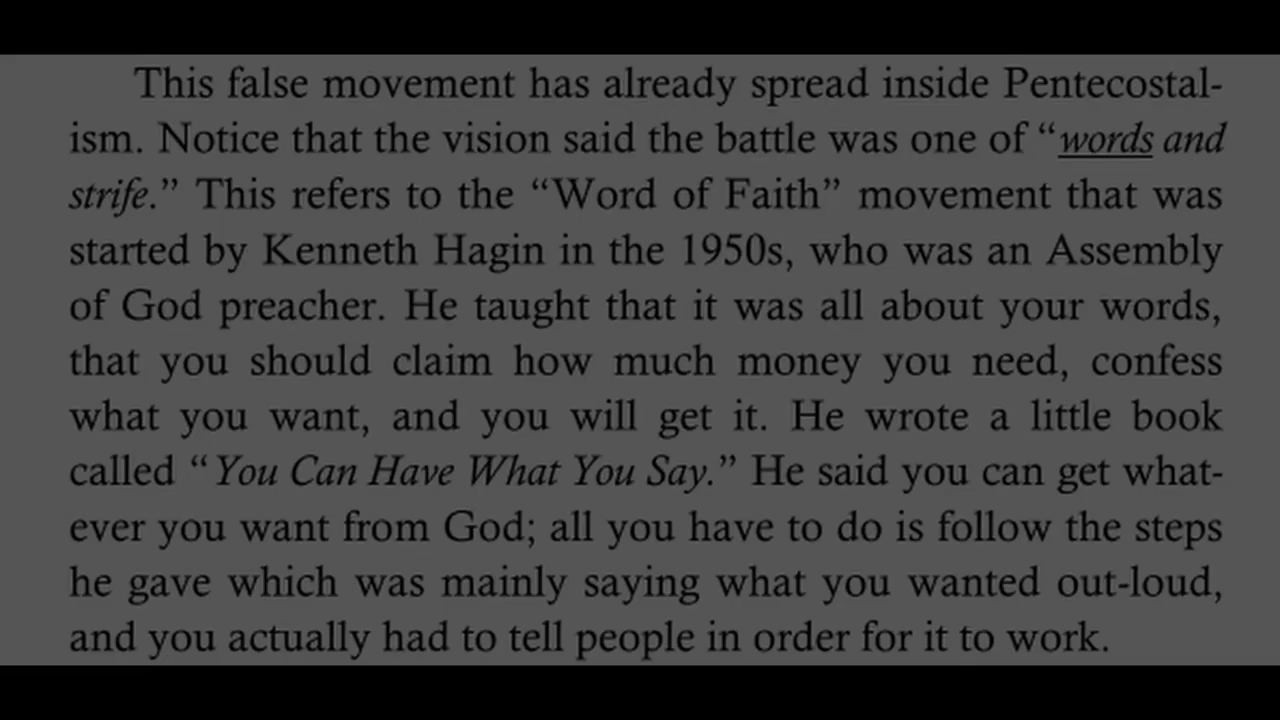 This false movement has already spread inside Pentecostal-
ism. Notice that the vision said the battle was one of “words and
strife.” This refers to the “Word of Faith” movement that was
started by Kenneth Hagin in the 1950s, who was an Assembly
of God preacher. He taught that it was all about your words,
that you should claim how much money you need, confess
what you want, and you will get it. He wrote a little book
called “You Can Have What You Say.” He said you can get what-
ever you want from God; all you have to do is follow the steps
he gave which was mainly saying what you wanted out-loud,
and you actually had to tell people in order for it to work.